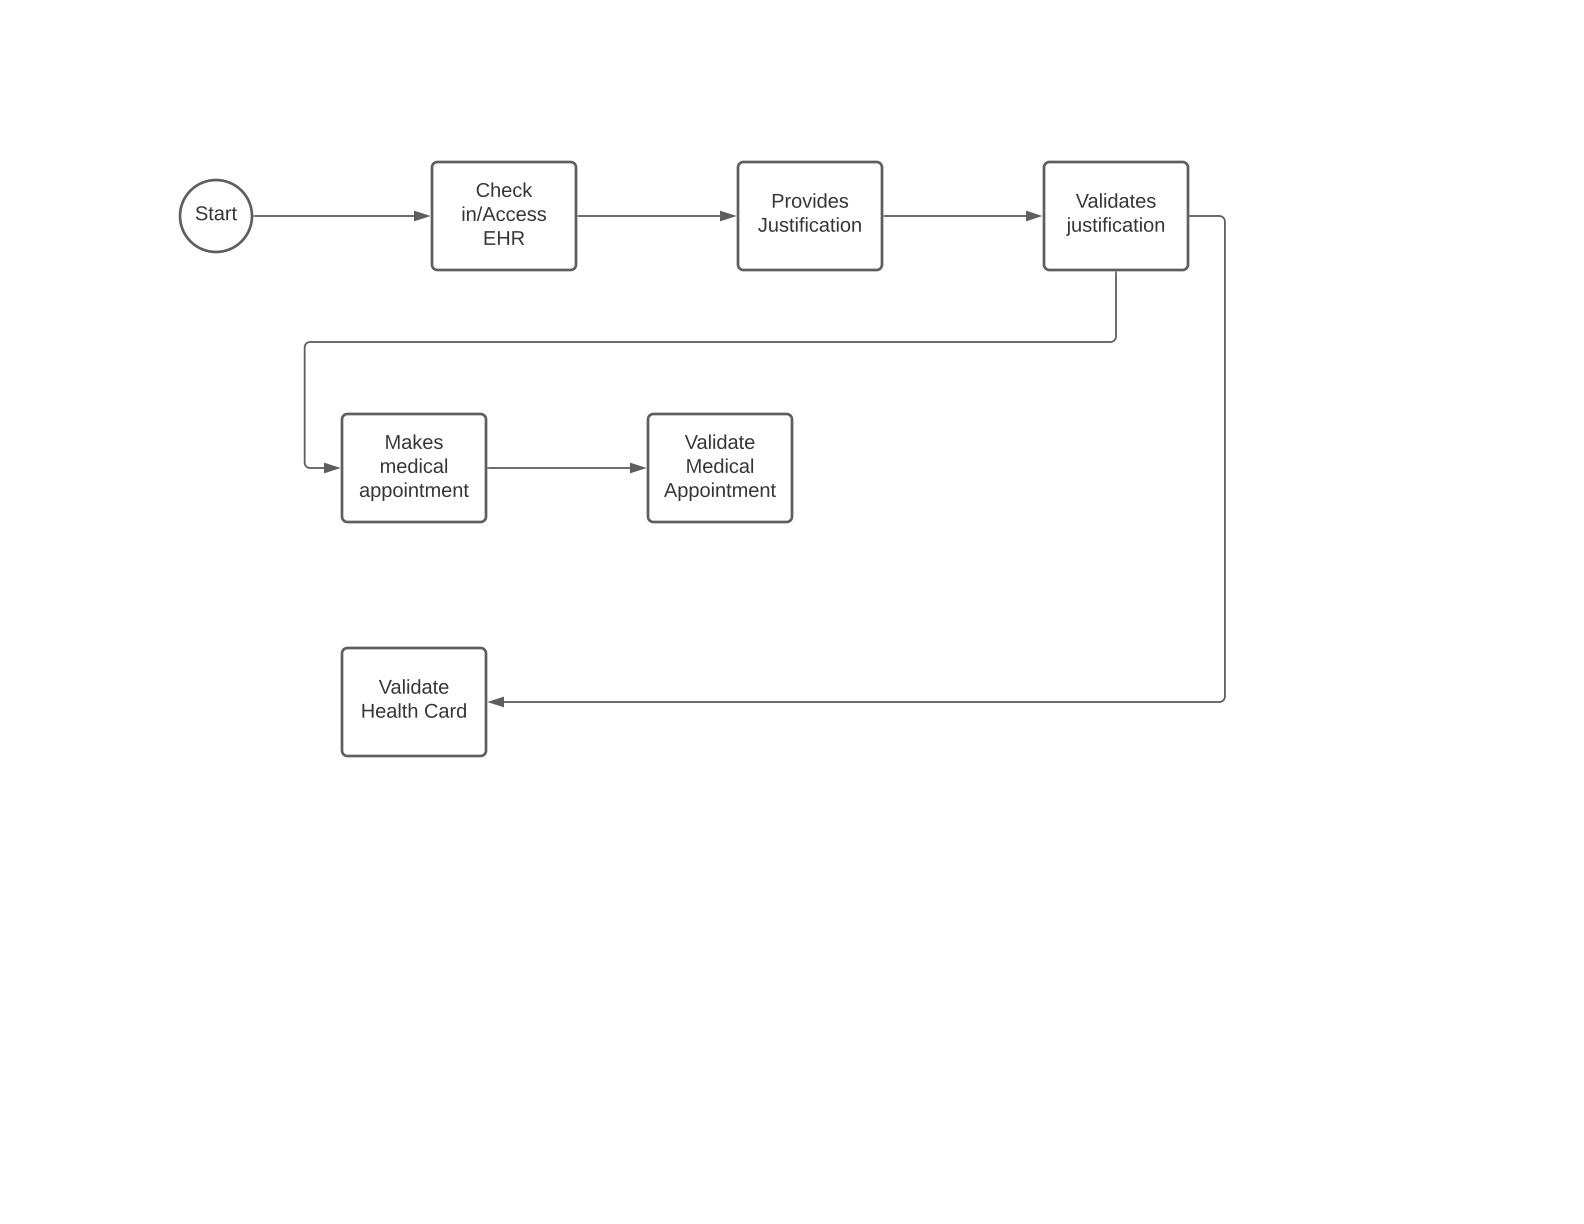 Start
Check
in/Access
EHR
Provides
Justification
Validates
justification
Makes
medical
appointment
Validate
Medical
Appointment
Validate
Health Card